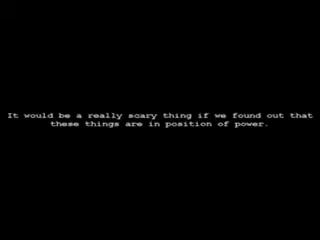 It would be a really scary thing if we found out that
these things are in position of power.